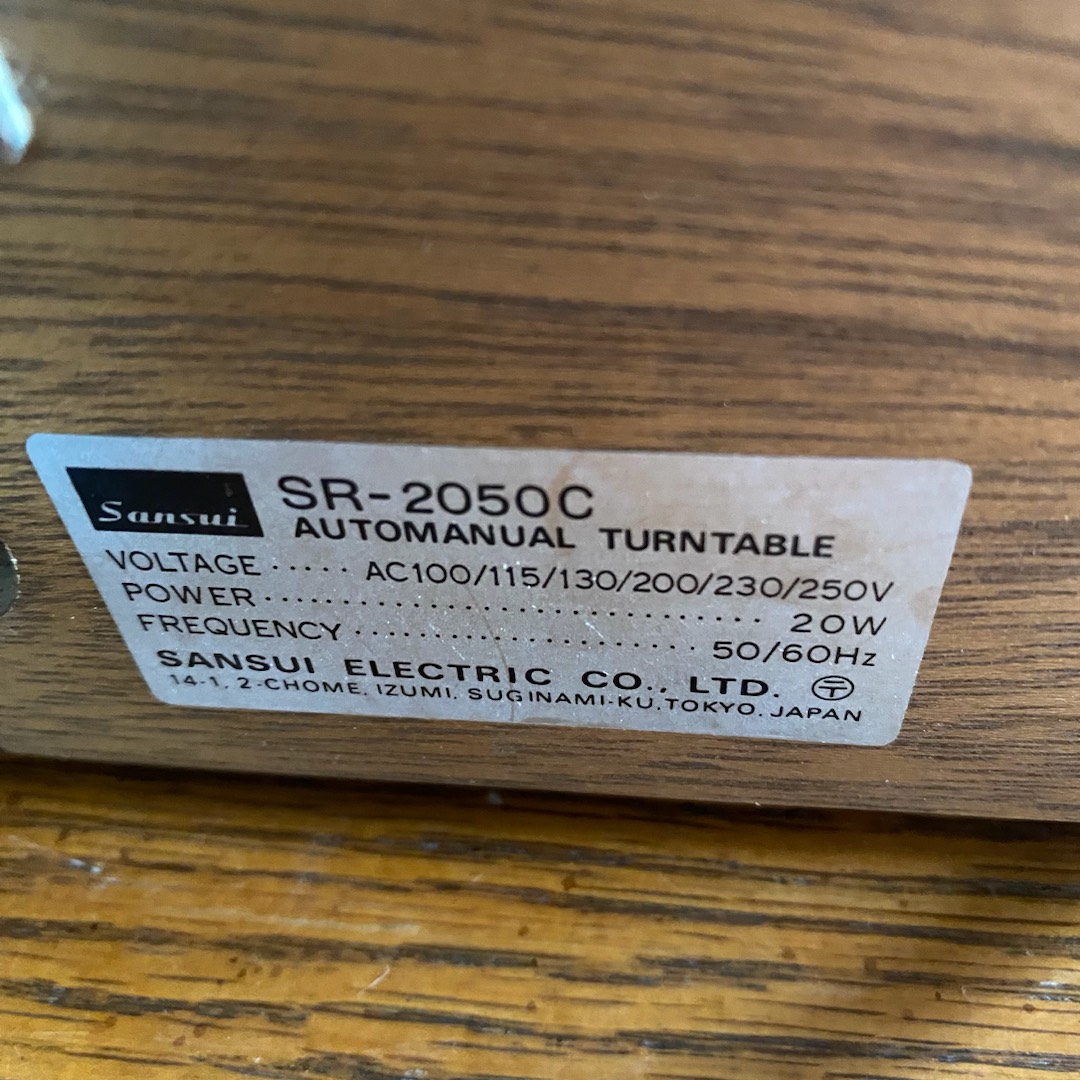 Sansui SR-2050C
AUTOMANUAL TURNTABLE
VOLTAGE ..... AC100/115/130/200/230/250V
POWER .............................. 20W
FREQUENCY ...................... 50/60Hz
SANSUI ELECTRIC CO., LTD. 〶
14-1, 2-CHOME, IZUMI, SUGINAMI-KU, TOKYO, JAPAN